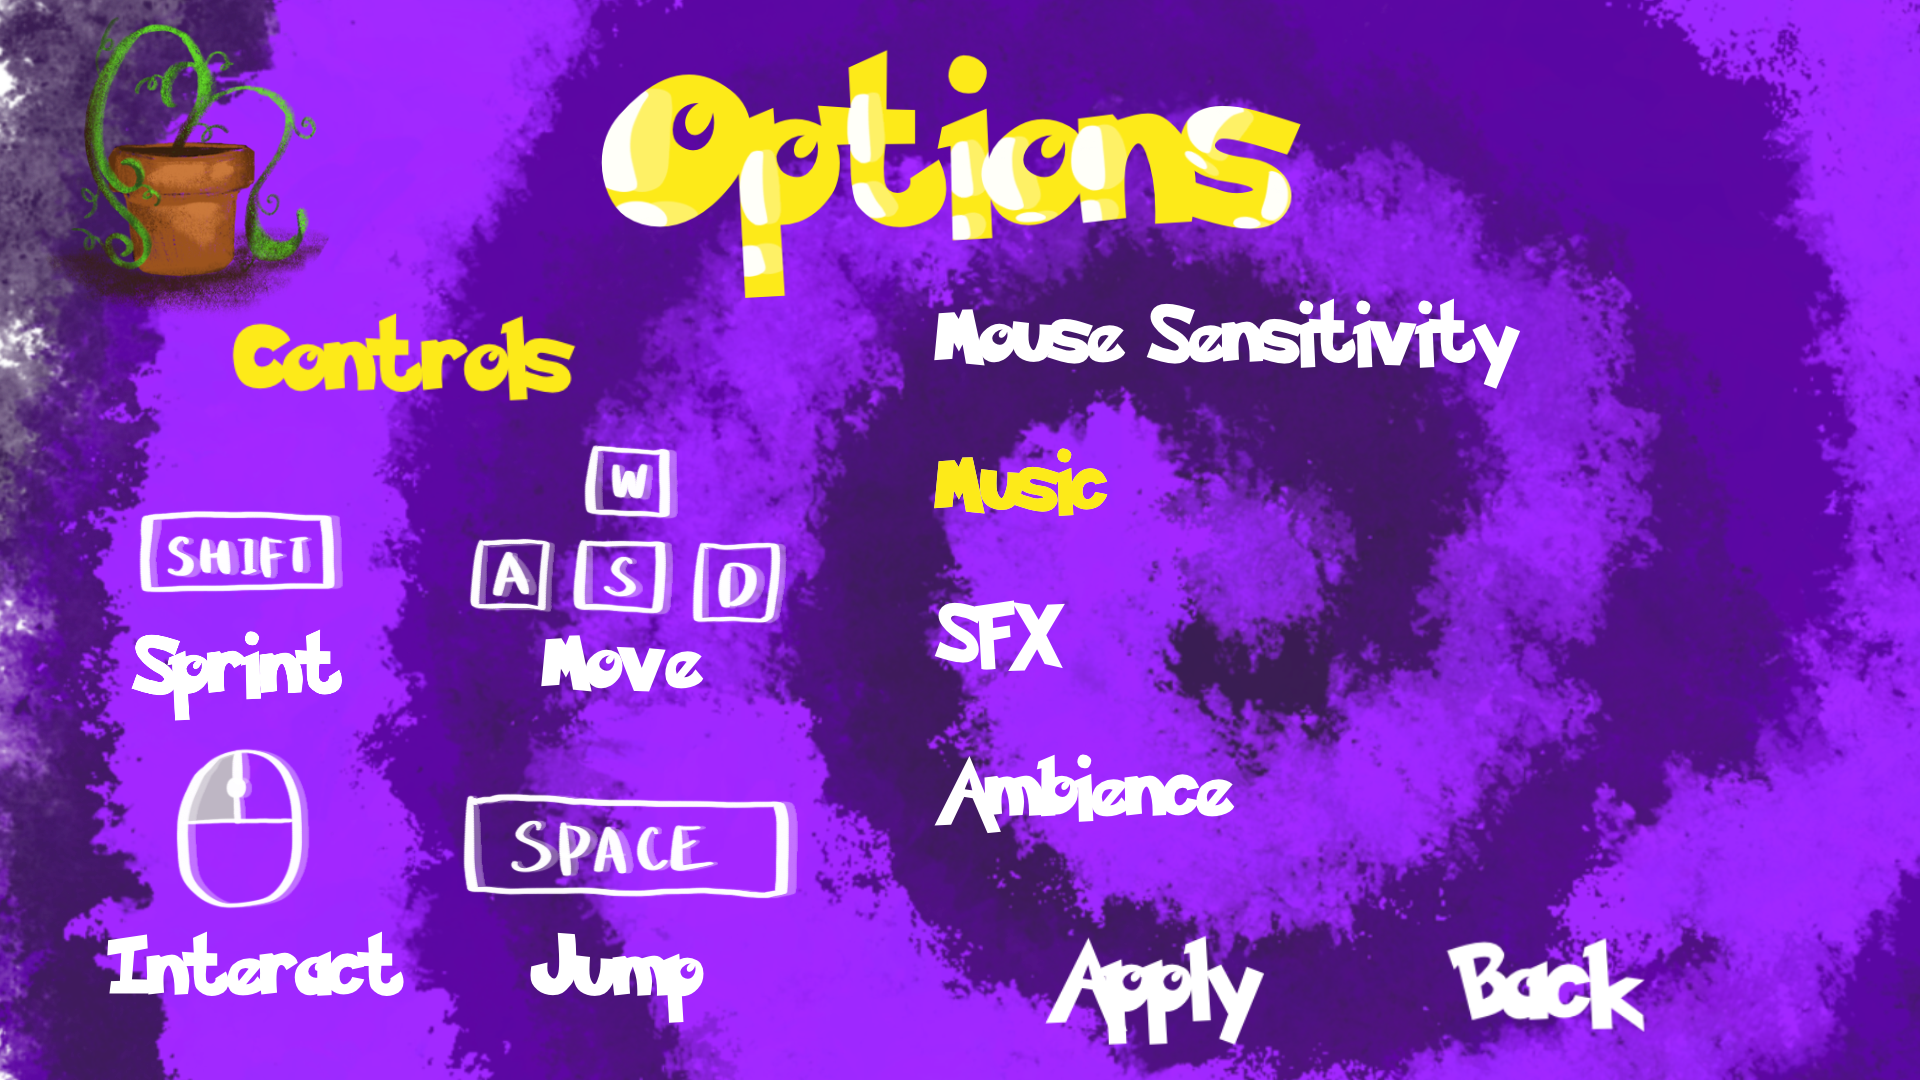 Options
Controls
W
SHIFT
A S D
Sprint
Move
SPACE
Interact
Jump
Mouse Sensitivity
Music
SFX
Ambience
Apply
Back